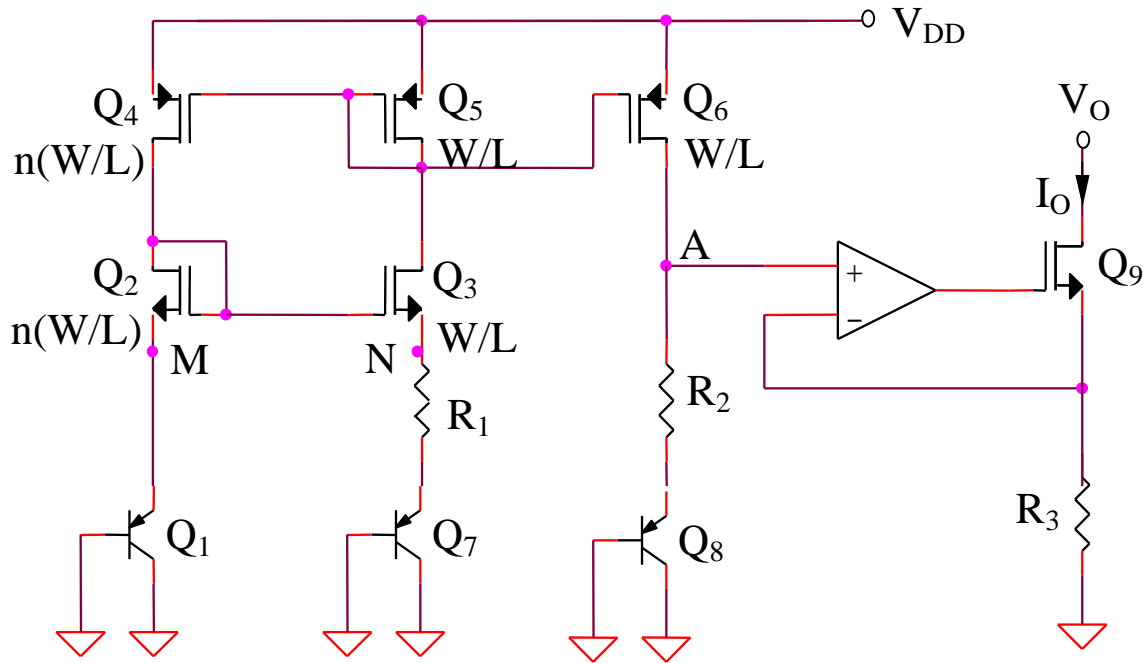 V_DD
Q_4
Q_5
Q_6
V_O
n(W/L)
W/L
W/L
I_O
A
Q_2
Q_3
+
Q_9
n(W/L)
W/L
−
M
N
R_1
R_2
R_3
Q_1
Q_7
Q_8